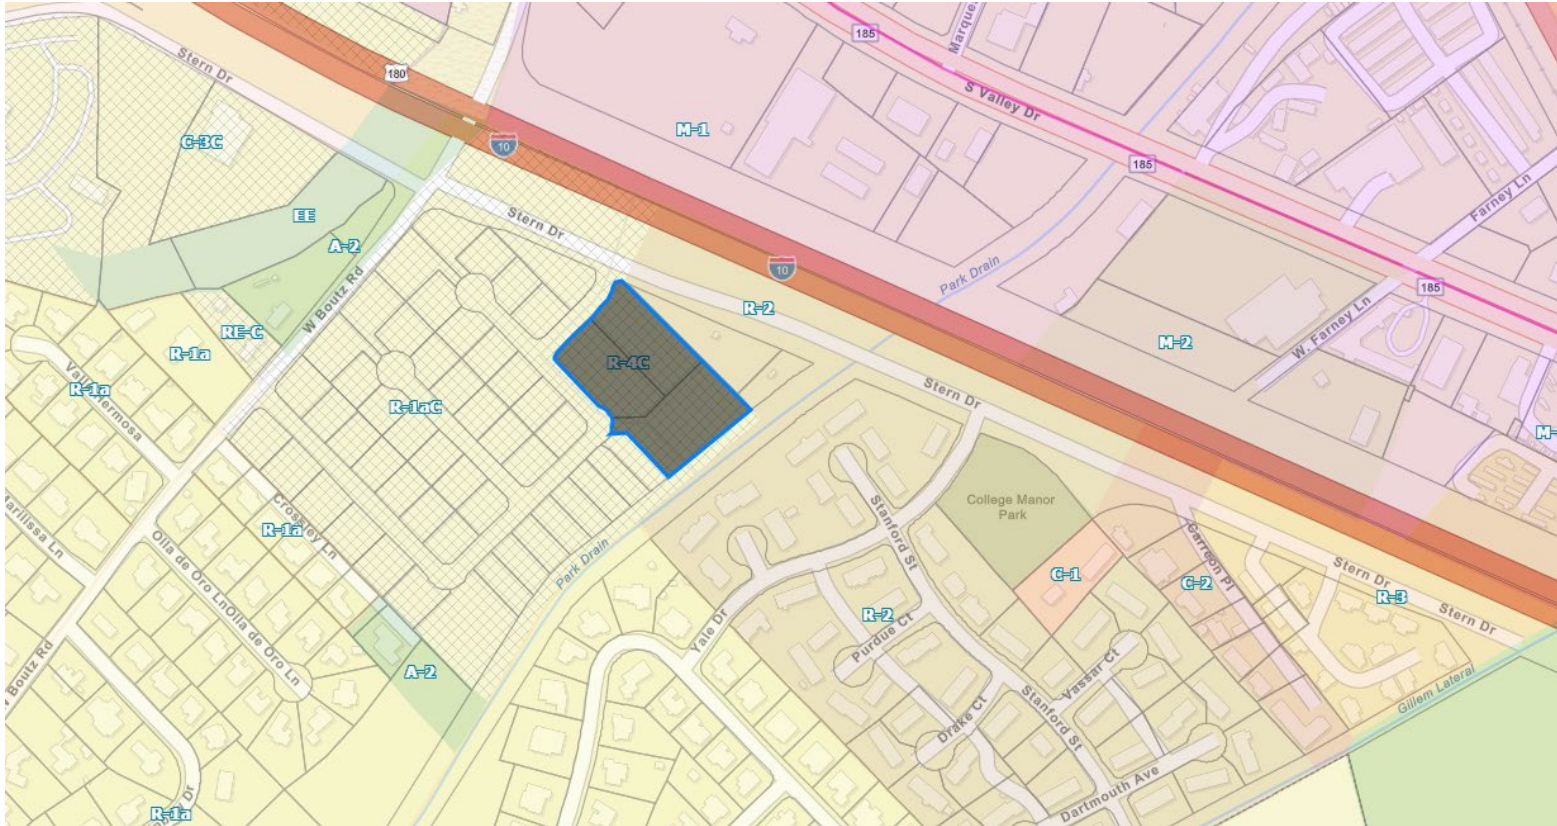 Stern Dr
180
C-3C
10
M-1
185
Marque
S Valley Dr
185
Farney Ln
EE
A-2
Stern Dr
W Boutz Rd
10
Park Drain
R-2
185
W. Farney Ln
M-2
RE-C
R-1a
R-1a
Valle Hermosa
R-1aC
R-4C
Stern Dr
M-
College Manor
Park
Stanford St
C-1
Carreon Pl
C-2
Stern Dr
R-3
Stern Dr
Crossley Ln
R-1a
Marilissa Ln
Olla de Oro Ln
Olla de Oro Ln
Park Drain
Yale Dr
R-2
Purdue Ct
Vassar Ct
Stanford St
Drake Ct
Gillem Lateral
A-2
W Boutz Rd
Dartmouth Ave
R-1a
Dr